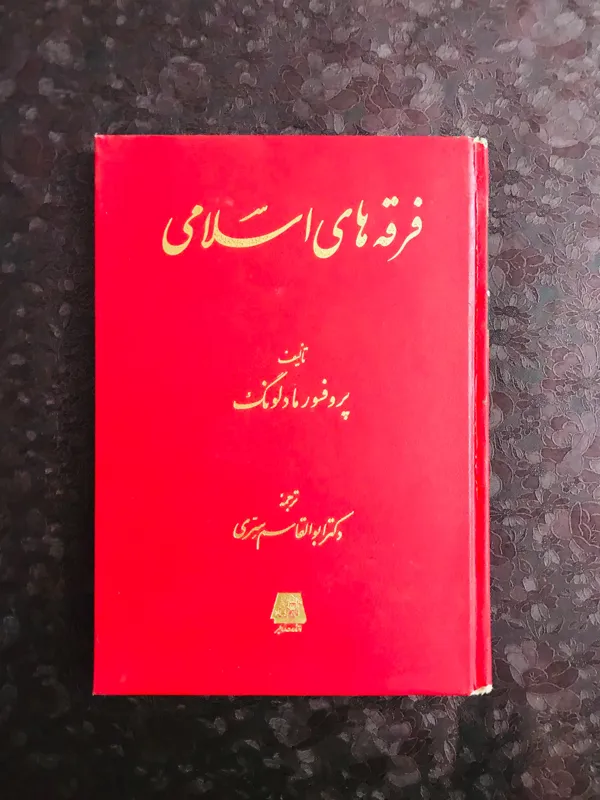 فرقه های اسلامی
تألیف
پروفسور مادلونگ
ترجمهٔ
دکتر ابوالقاسم سری